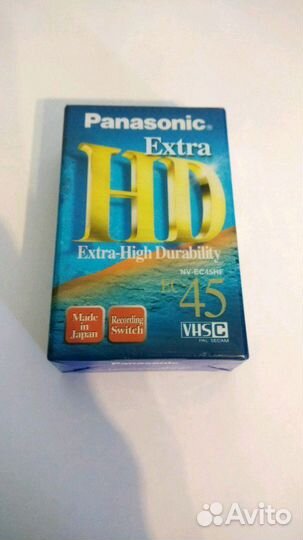 Panasonic®
Extra
HD
Extra-High Durability
NV-EC45HF
EC
45
Made
in
Japan
Recording
Switch
VHS C
PAL SECAM
Avito